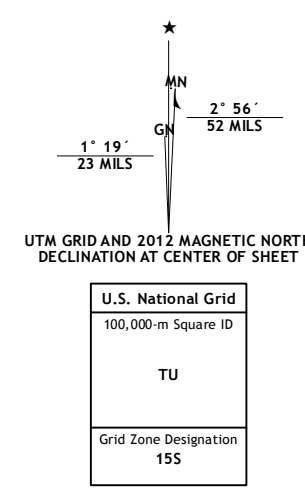 ★
MN
GN
2° 56´
52 MILS
1° 19´
23 MILS
UTM GRID AND 2012 MAGNETIC NORTH
DECLINATION AT CENTER OF SHEET
U.S. National Grid
100,000-m Square ID
TU
Grid Zone Designation
15S